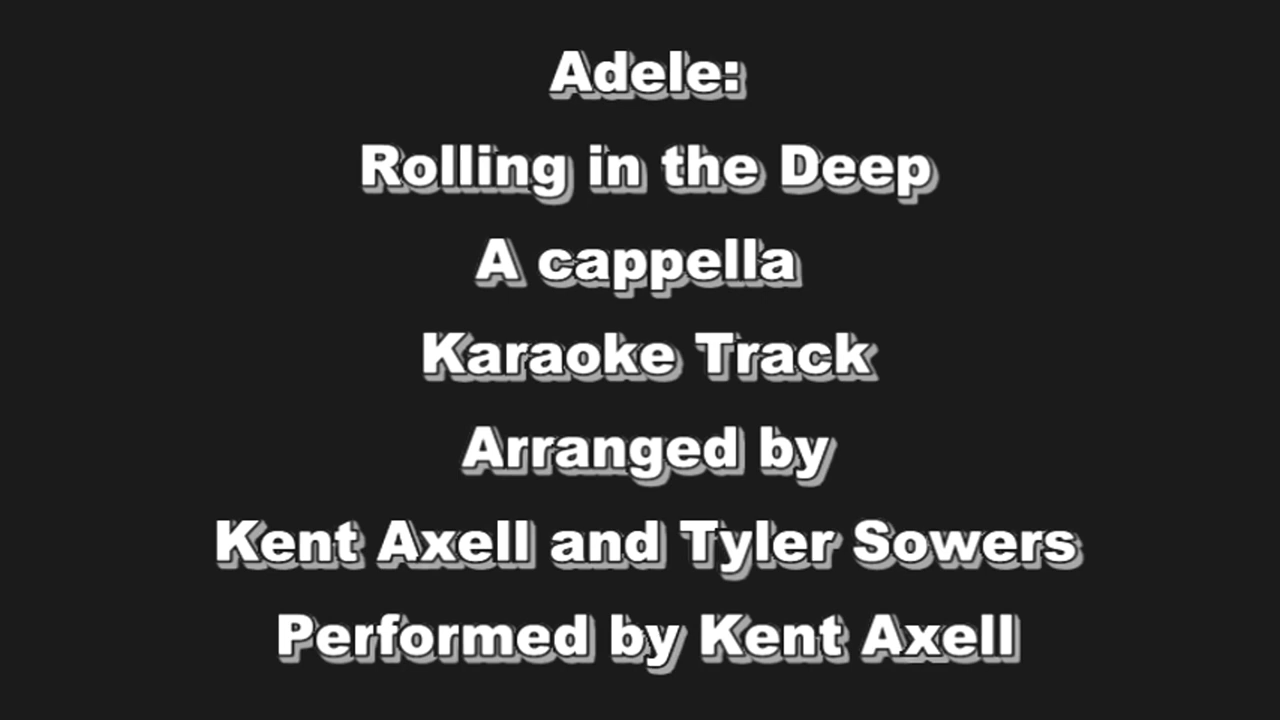 Adele:
Rolling in the Deep
A cappella
Karaoke Track
Arranged by
Kent Axell and Tyler Sowers
Performed by Kent Axell